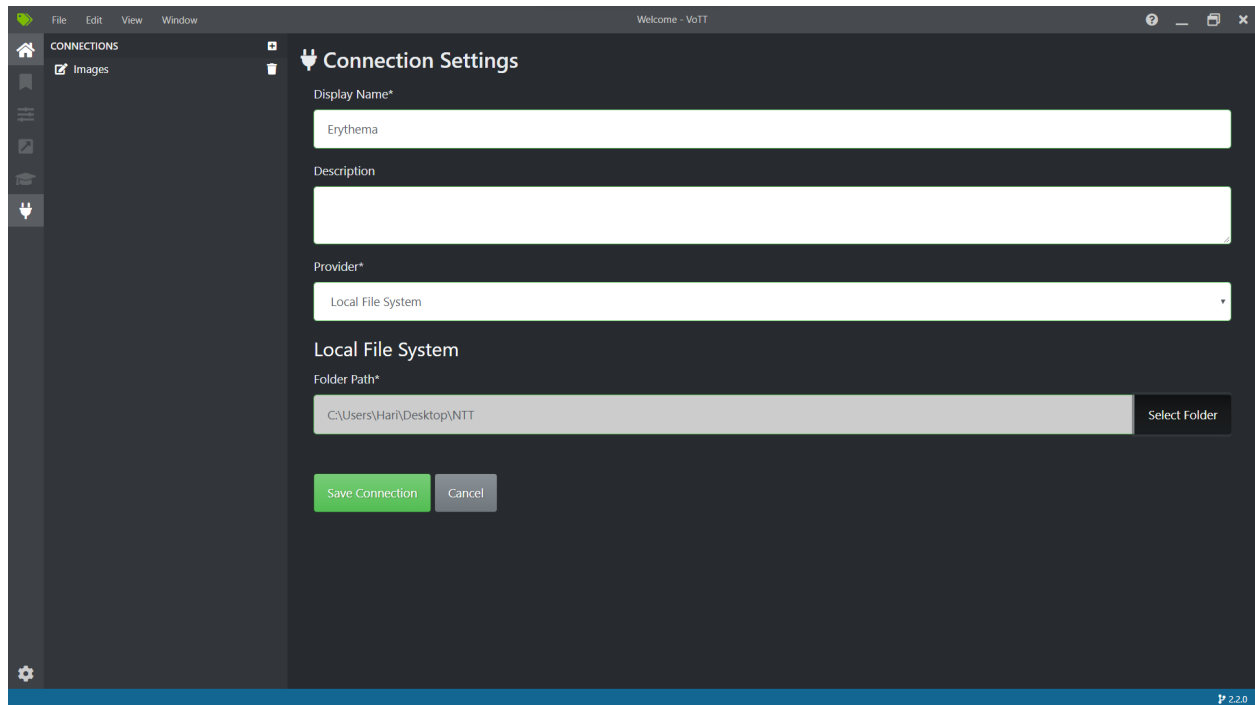 File Edit View Window Welcome - VoTT
CONNECTIONS
Images
Connection Settings
Display Name*
Erythema
Description
Provider*
Local File System
Local File System
Folder Path*
C:\Users\Hari\Desktop\NTT Select Folder
Save Connection Cancel
2.2.0